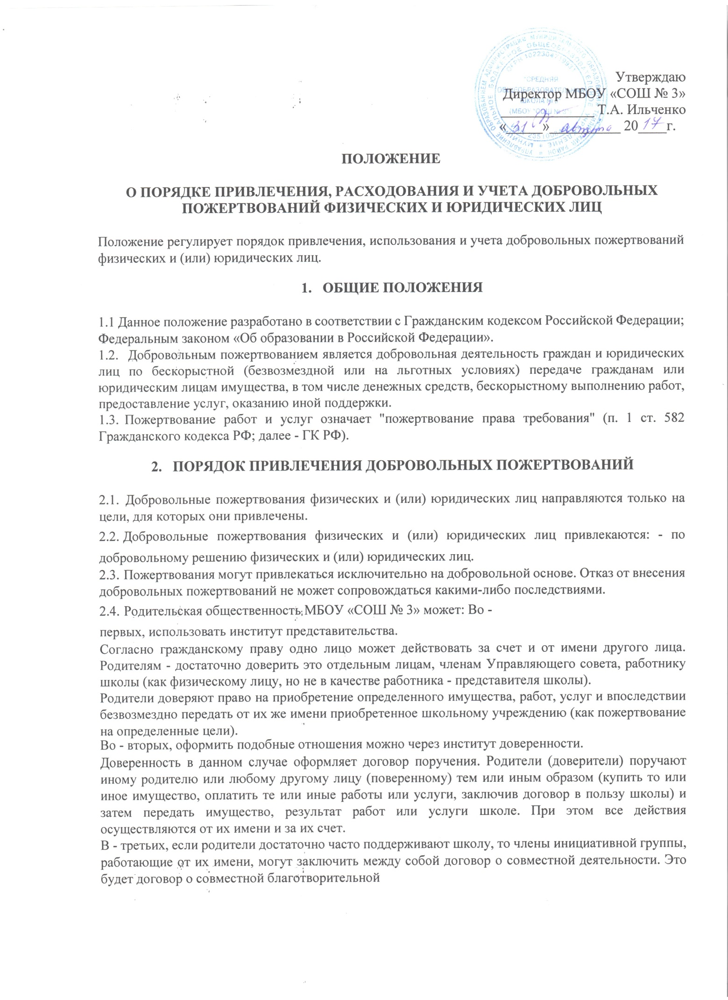 Утверждаю
Директор МБОУ «СОШ № 3»
Т.А. Ильченко
«31» августа 2017г.
ПОЛОЖЕНИЕ
О ПОРЯДКЕ ПРИВЛЕЧЕНИЯ, РАСХОДОВАНИЯ И УЧЕТА ДОБРОВОЛЬНЫХ
ПОЖЕРТВОВАНИЙ ФИЗИЧЕСКИХ И ЮРИДИЧЕСКИХ ЛИЦ
Положение регулирует порядок привлечения, использования и учета добровольных пожертвований
физических и (или) юридических лиц.
1. ОБЩИЕ ПОЛОЖЕНИЯ
1.1 Данное положение разработано в соответствии с Гражданским кодексом Российской Федерации;
Федеральным законом «Об образовании в Российской Федерации».
1.2. Добровольным пожертвованием является добровольная деятельность граждан и юридических
лиц по бескорыстной (безвозмездной или на льготных условиях) передаче гражданам или
юридическим лицам имущества, в том числе денежных средств, бескорыстному выполнению работ,
предоставление услуг, оказанию иной поддержки.
1.3. Пожертвование работ и услуг означает "пожертвование права требования" (п. 1 ст. 582
Гражданского кодекса РФ; далее - ГК РФ).
2. ПОРЯДОК ПРИВЛЕЧЕНИЯ ДОБРОВОЛЬНЫХ ПОЖЕРТВОВАНИЙ
2.1. Добровольные пожертвования физических и (или) юридических лиц направляются только на
цели, для которых они привлечены.
2.2. Добровольные пожертвования физических и (или) юридических лиц привлекаются: - по
добровольному решению физических и (или) юридических лиц.
2.3. Пожертвования могут привлекаться исключительно на добровольной основе. Отказ от внесения
добровольных пожертвований не может сопровождаться какими-либо последствиями.
2.4. Родительская общественность МБОУ «СОШ № 3» может: Во -
первых, использовать институт представительства.
Согласно гражданскому праву одно лицо может действовать за счет и от имени другого лица.
Родителям - достаточно доверить это отдельным лицам, членам Управляющего совета, работнику
школы (как физическому лицу, но не в качестве работника - представителя школы).
Родители доверяют право на приобретение определенного имущества, работ, услуг и впоследствии
безвозмездно передать от их же имени приобретенное школьному учреждению (как пожертвование
на определенные цели).
Во - вторых, оформить подобные отношения можно через институт доверенности.
Доверенность в данном случае оформляет договор поручения. Родители (доверители) поручают
иному родителю или любому другому лицу (поверенному) тем или иным образом (купить то или
иное имущество, оплатить те или иные работы или услуги, заключив договор в пользу школы) и
затем передать имущество, результат работ или услуги школе. При этом все действия
осуществляются от их имени и за их счет.
В - третьих, если родители достаточно часто поддерживают школу, то члены инициативной группы,
работающие от их имени, могут заключить между собой договор о совместной деятельности. Это
будет договор о совместной благотворительной